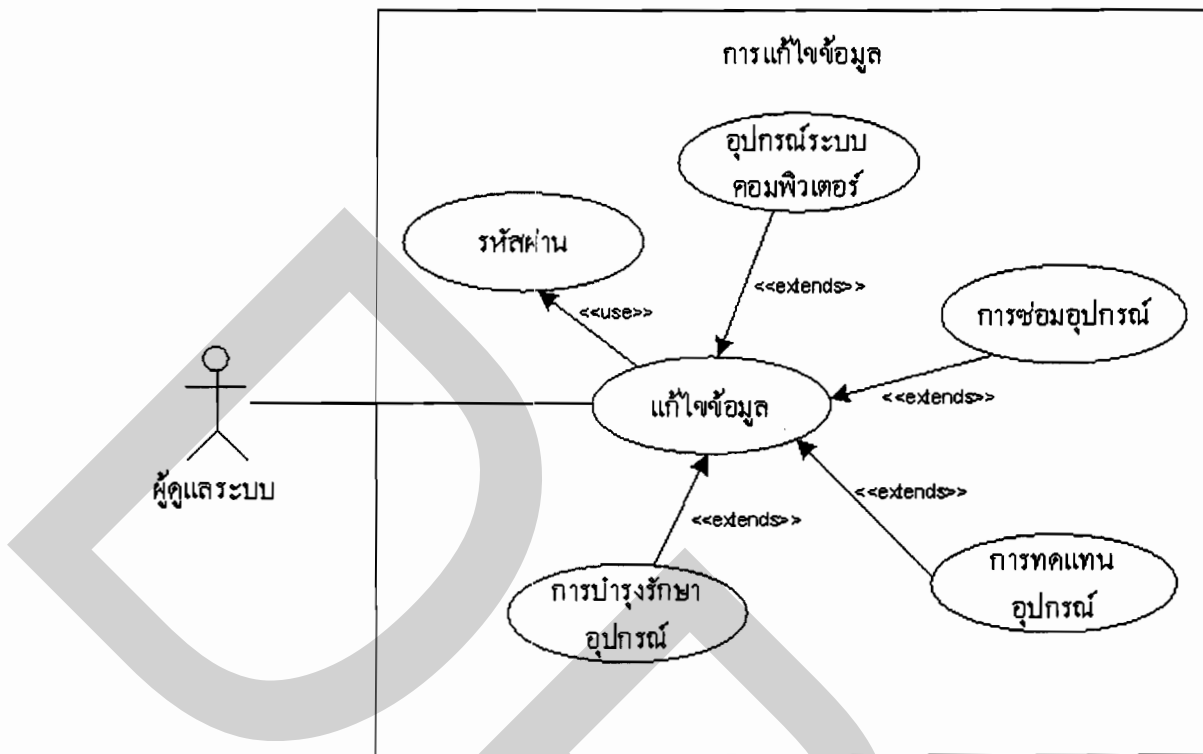 การแก้ไขข้อมูล
อุปกรณ์ระบบ
คอมพิวเตอร์
รหัสผ่าน
<<extends>>
<<use>>
การซ่อมอุปกรณ์
แก้ไขข้อมูล
<<extends>>
ผู้ดูแลระบบ
<<extends>>
<<extends>>
การบำรุงรักษา
อุปกรณ์
การทดแทน
อุปกรณ์